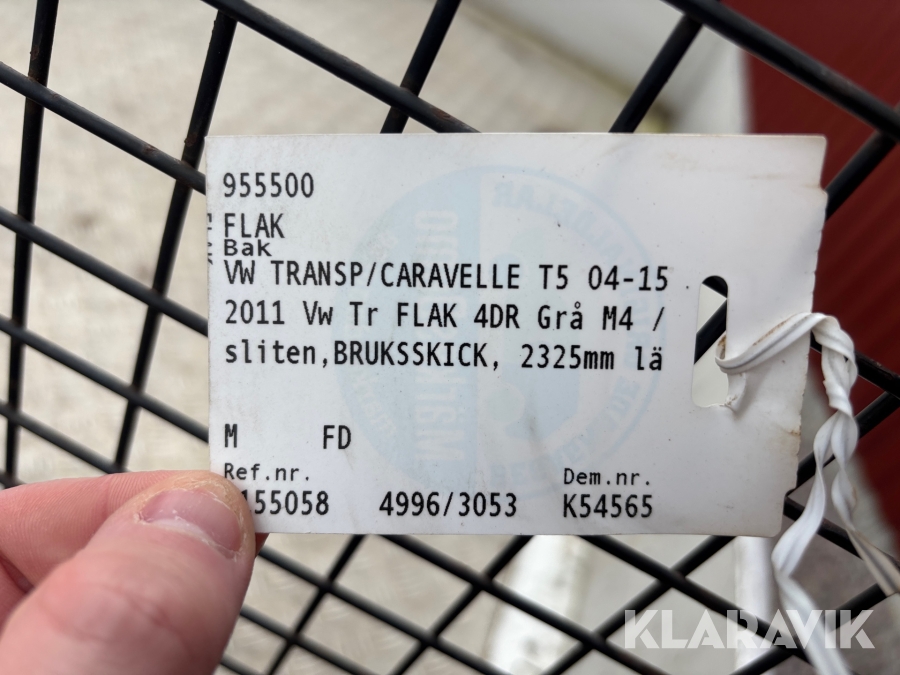 955500
FLAK
Bak
VW TRANSP/CARAVELLE T5 04-15
2011 Vw Tr FLAK 4DR Grå M4 /
sliten,BRUKSSKICK, 2325mm lä
M FD
Ref.nr. Dem.nr.
155058 4996/3053 K54565
KLARAVIK